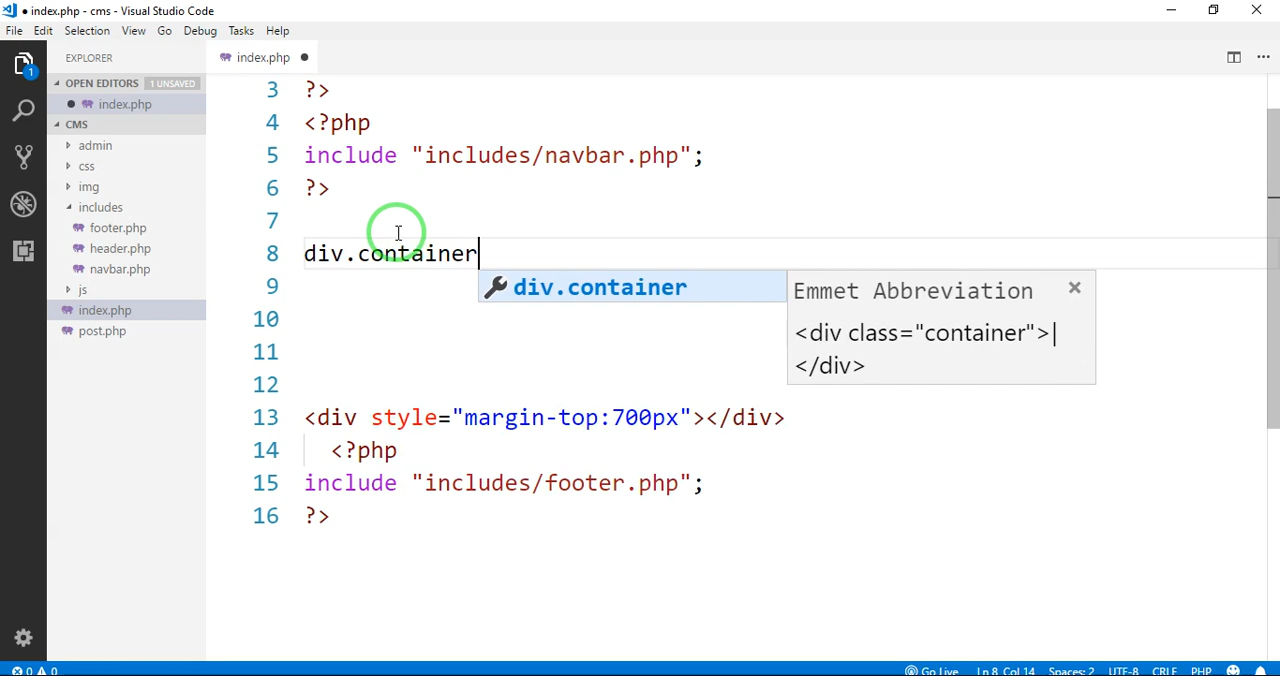 ● index.php - cms - Visual Studio Code
File Edit Selection View Go Debug Tasks Help
EXPLORER
index.php ●
1
OPEN EDITORS 1 UNSAVED
● index.php
CMS
admin
css
img
includes
footer.php
header.php
navbar.php
js
index.php
post.php
3 ?>
4 <?php
5 include "includes/navbar.php";
6 ?>
7
8 div.container
9
10
11
12
13 <div style="margin-top:700px"></div>
14 <?php
15 include "includes/footer.php";
16 ?>
div.container
Emmet Abbreviation
<div class="container">|
</div>
0 0 Go Live Ln 8, Col 14 Spaces: 2 UTF-8 CRLF PHP